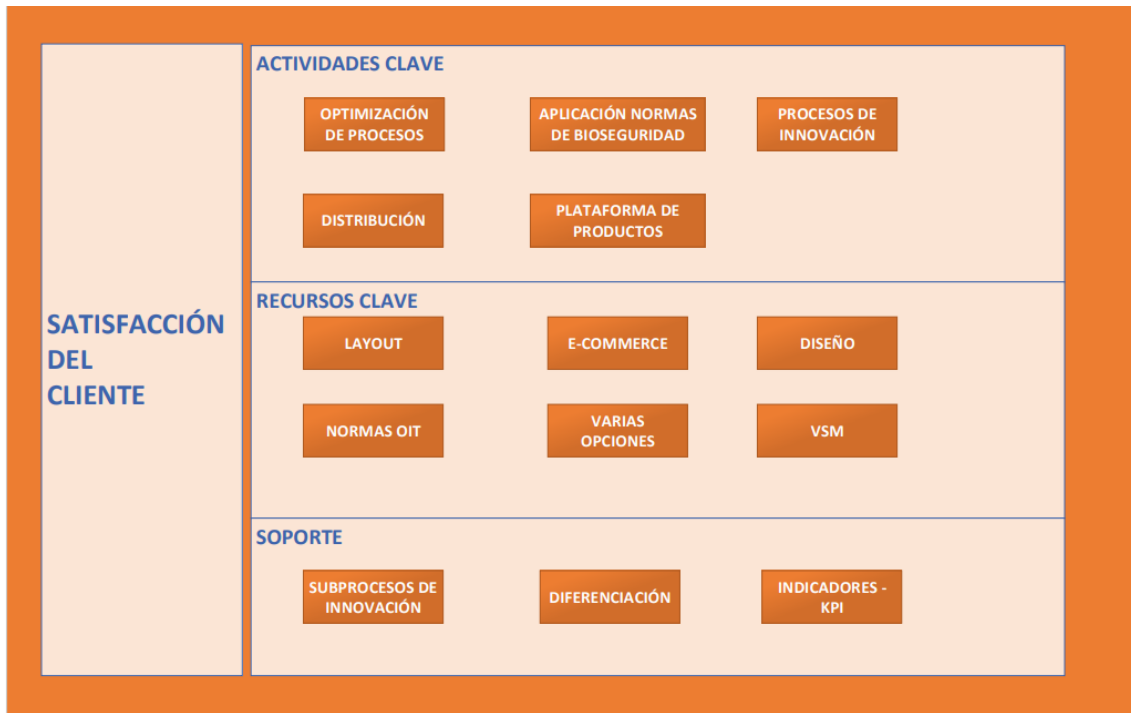 SATISFACCIÓN
DEL
CLIENTE
ACTIVIDADES CLAVE
OPTIMIZACIÓN
DE PROCESOS
APLICACIÓN NORMAS
DE BIOSEGURIDAD
PROCESOS DE
INNOVACIÓN
DISTRIBUCIÓN
PLATAFORMA DE
PRODUCTOS
RECURSOS CLAVE
LAYOUT
E-COMMERCE
DISEÑO
NORMAS OIT
VARIAS
OPCIONES
VSM
SOPORTE
SUBPROCESOS DE
INNOVACIÓN
DIFERENCIACIÓN
INDICADORES -
KPI